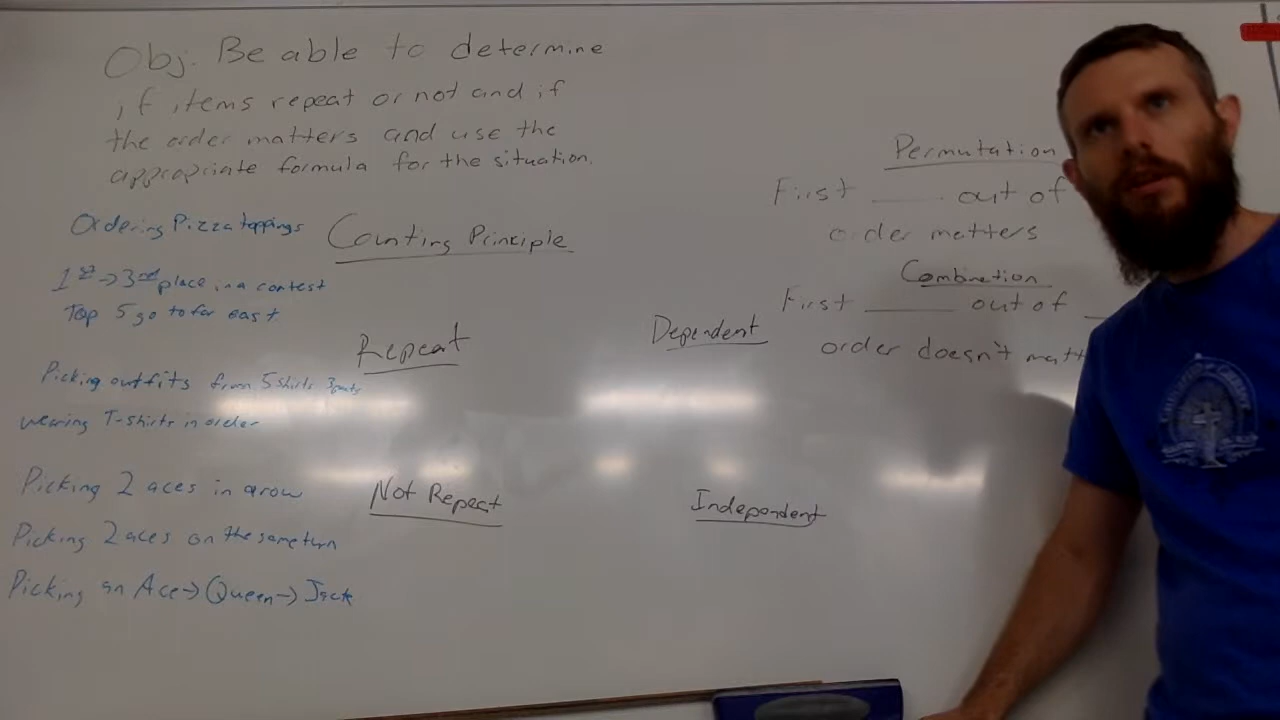 Obj. Be able to determine
if items repeat or not and if
the order matters and use the
appropriate formula for the situation.
Ordering Pizza toppings
1st → 3rd place in a contest
Top 5 go to far east
Picking outfits from 5 shirts 3 pants
wearing T-shirts in order
Picking 2 aces in a row
Picking 2 aces on the same turn
Picking an Ace → Queen → Jack
Counting Principle
Repeat
Not Repeat
Dependent
Independent
Permutation
First ____ out of
order matters
Combination
First ____ out of __
order doesn't matt